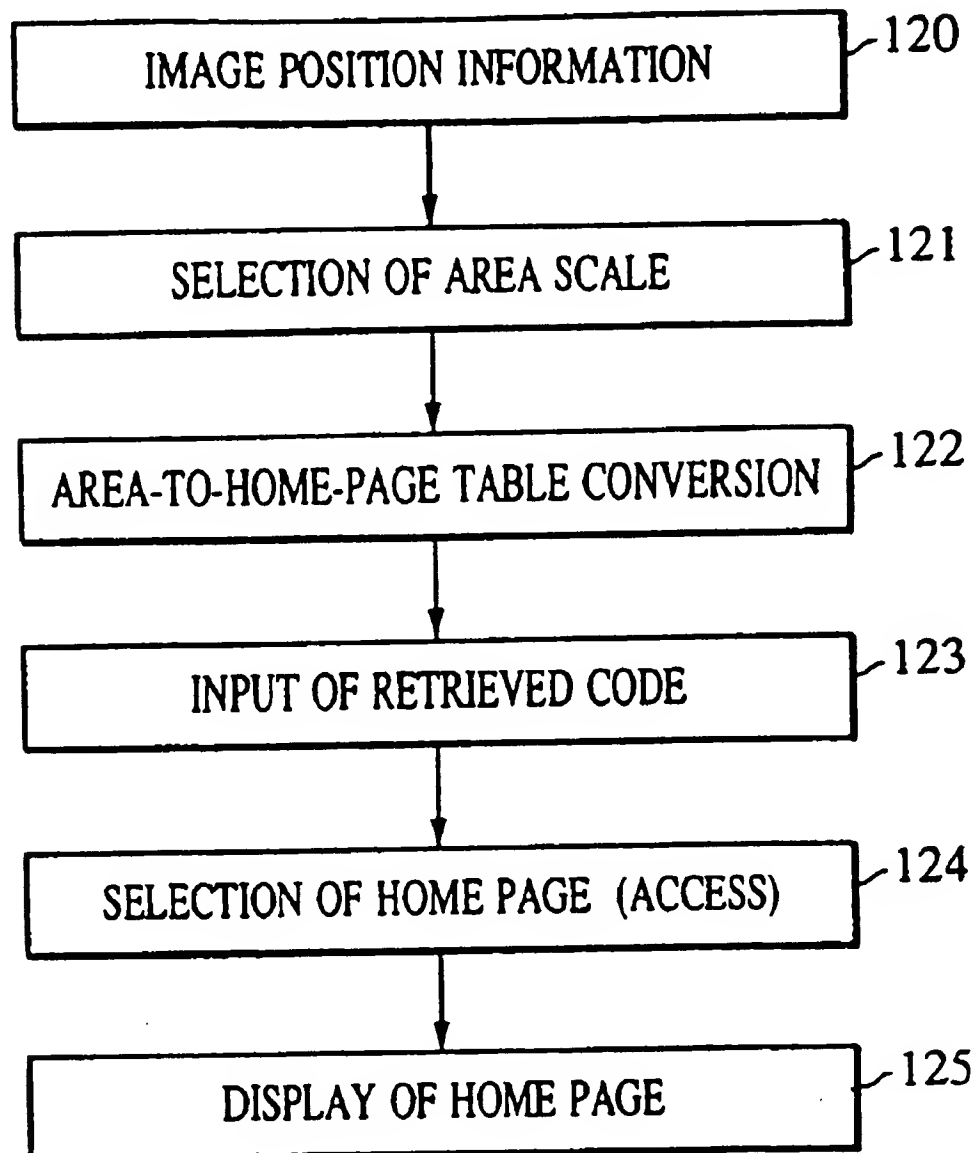 120
IMAGE POSITION INFORMATION
121
SELECTION OF AREA SCALE
122
AREA-TO-HOME-PAGE TABLE CONVERSION
123
INPUT OF RETRIEVED CODE
124
SELECTION OF HOME PAGE (ACCESS)
125
DISPLAY OF HOME PAGE